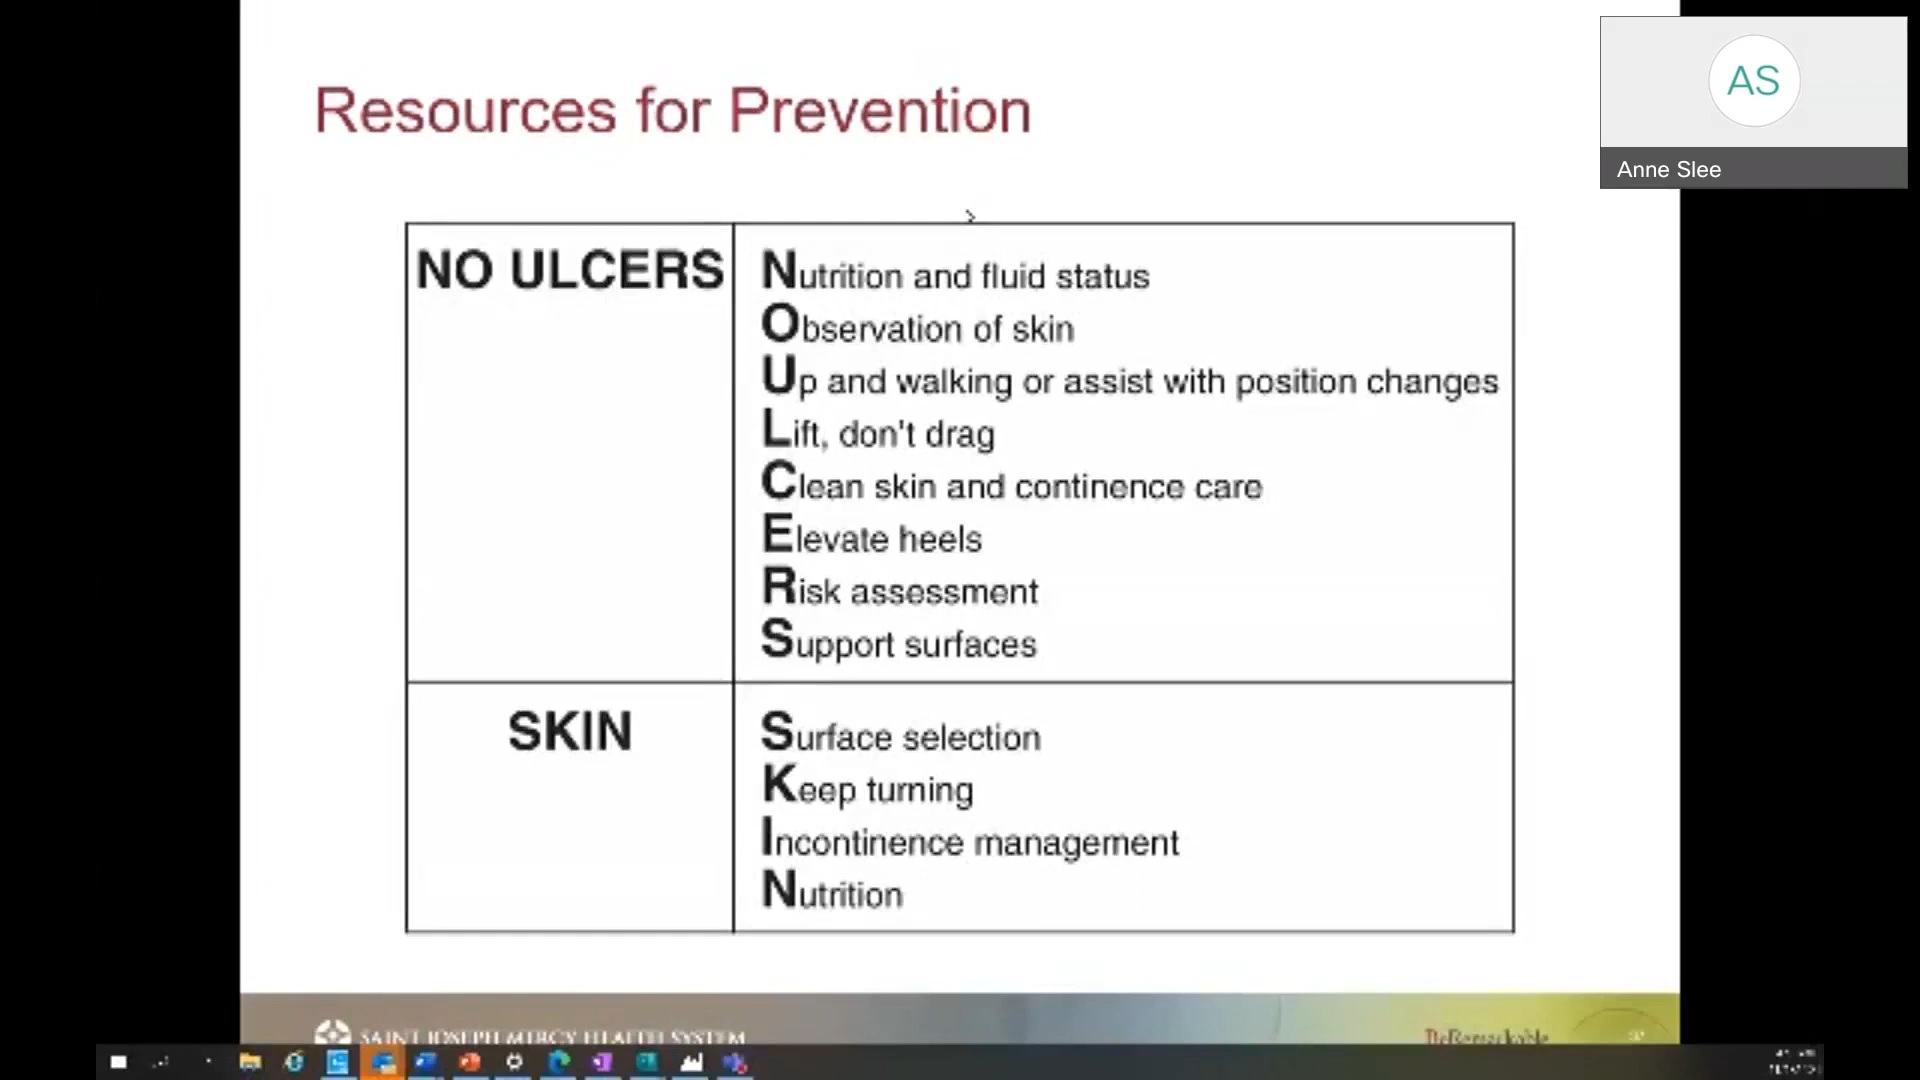 Resources for Prevention
AS
Anne Slee
NO ULCERS
Nutrition and fluid status
Observation of skin
Up and walking or assist with position changes
Lift, don't drag
Clean skin and continence care
Elevate heels
Risk assessment
Support surfaces
SKIN
Surface selection
Keep turning
Incontinence management
Nutrition
SAINT JOSEPH MERCY HEALTH SYSTEM
BeRemarkable